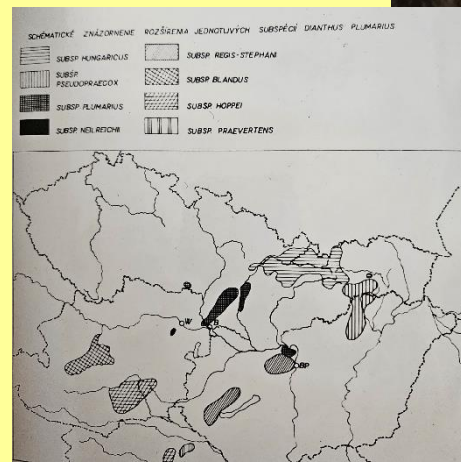 SCHÉMATICKÉ ZNÁZORNENIE ROZŠÍRENIA JEDNOTLIVÝCH SUBSPÉCIÍ DIANTHUS PLUMARIUS
SUBSP. HUNGARICUS
SUBSP. PSEUDOPRAECOX
SUBSP. PLUMARIUS
SUBSP. NEILREICHII
SUBSP. REGIS-STEPHANI
SUBSP. BLANDUS
SUBSP. HOPPEI
SUBSP. PRAEVERTENS
W
B
BP